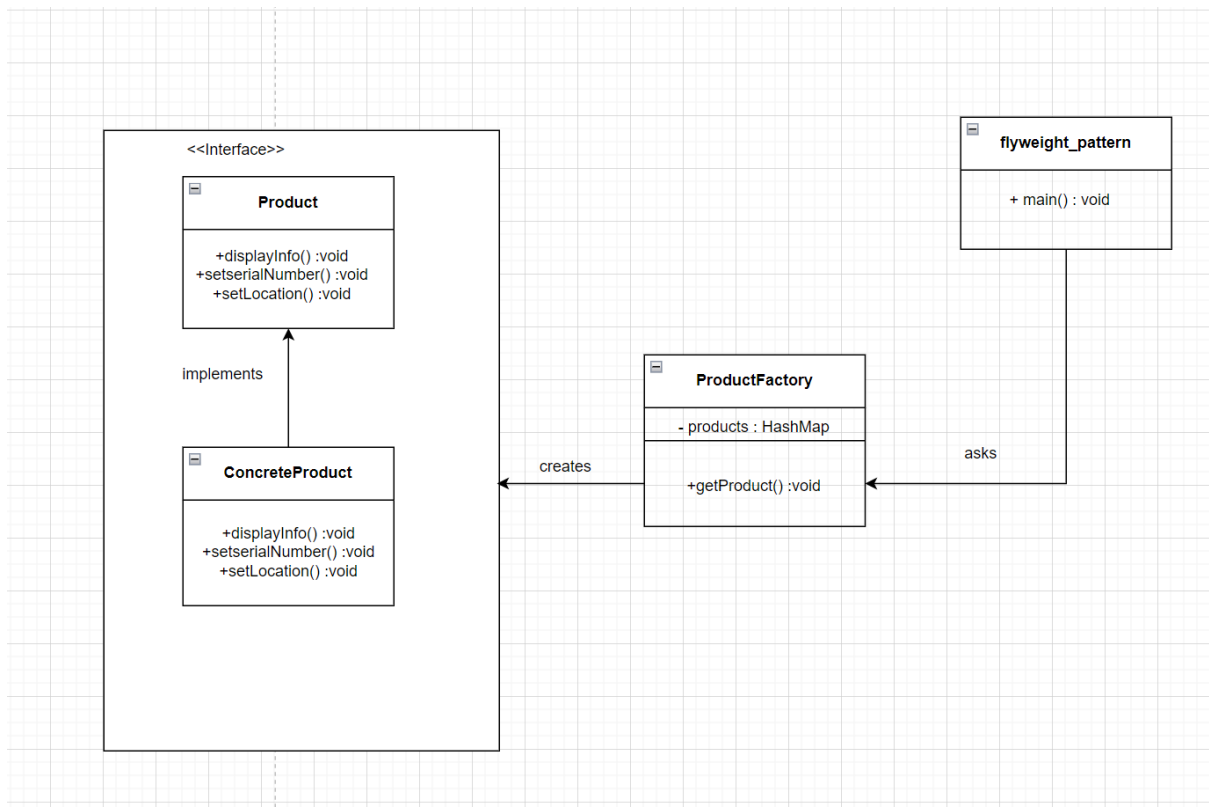 <<Interface>>
Product
+displayInfo() :void
+setserialNumber() :void
+setLocation() :void
implements
ConcreteProduct
+displayInfo() :void
+setserialNumber() :void
+setLocation() :void
creates
ProductFactory
- products : HashMap
+getProduct() :void
asks
flyweight_pattern
+ main() : void